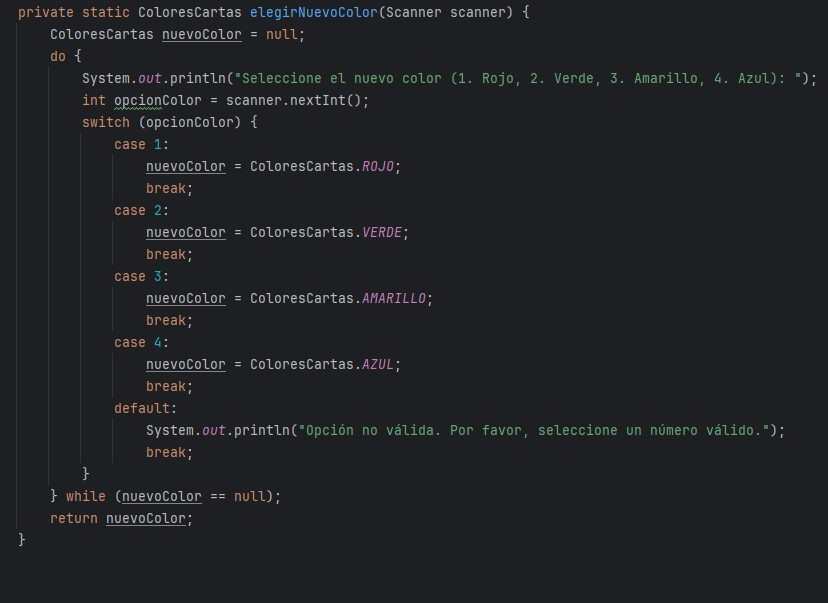 private static ColoresCartas elegirNuevoColor(Scanner scanner) {
    ColoresCartas nuevoColor = null;
    do {
        System.out.println("Seleccione el nuevo color (1. Rojo, 2. Verde, 3. Amarillo, 4. Azul): ");
        int opcionColor = scanner.nextInt();
        switch (opcionColor) {
            case 1:
                nuevoColor = ColoresCartas.ROJO;
                break;
            case 2:
                nuevoColor = ColoresCartas.VERDE;
                break;
            case 3:
                nuevoColor = ColoresCartas.AMARILLO;
                break;
            case 4:
                nuevoColor = ColoresCartas.AZUL;
                break;
            default:
                System.out.println("Opción no válida. Por favor, seleccione un número válido.");
                break;
        }
    } while (nuevoColor == null);
    return nuevoColor;
}